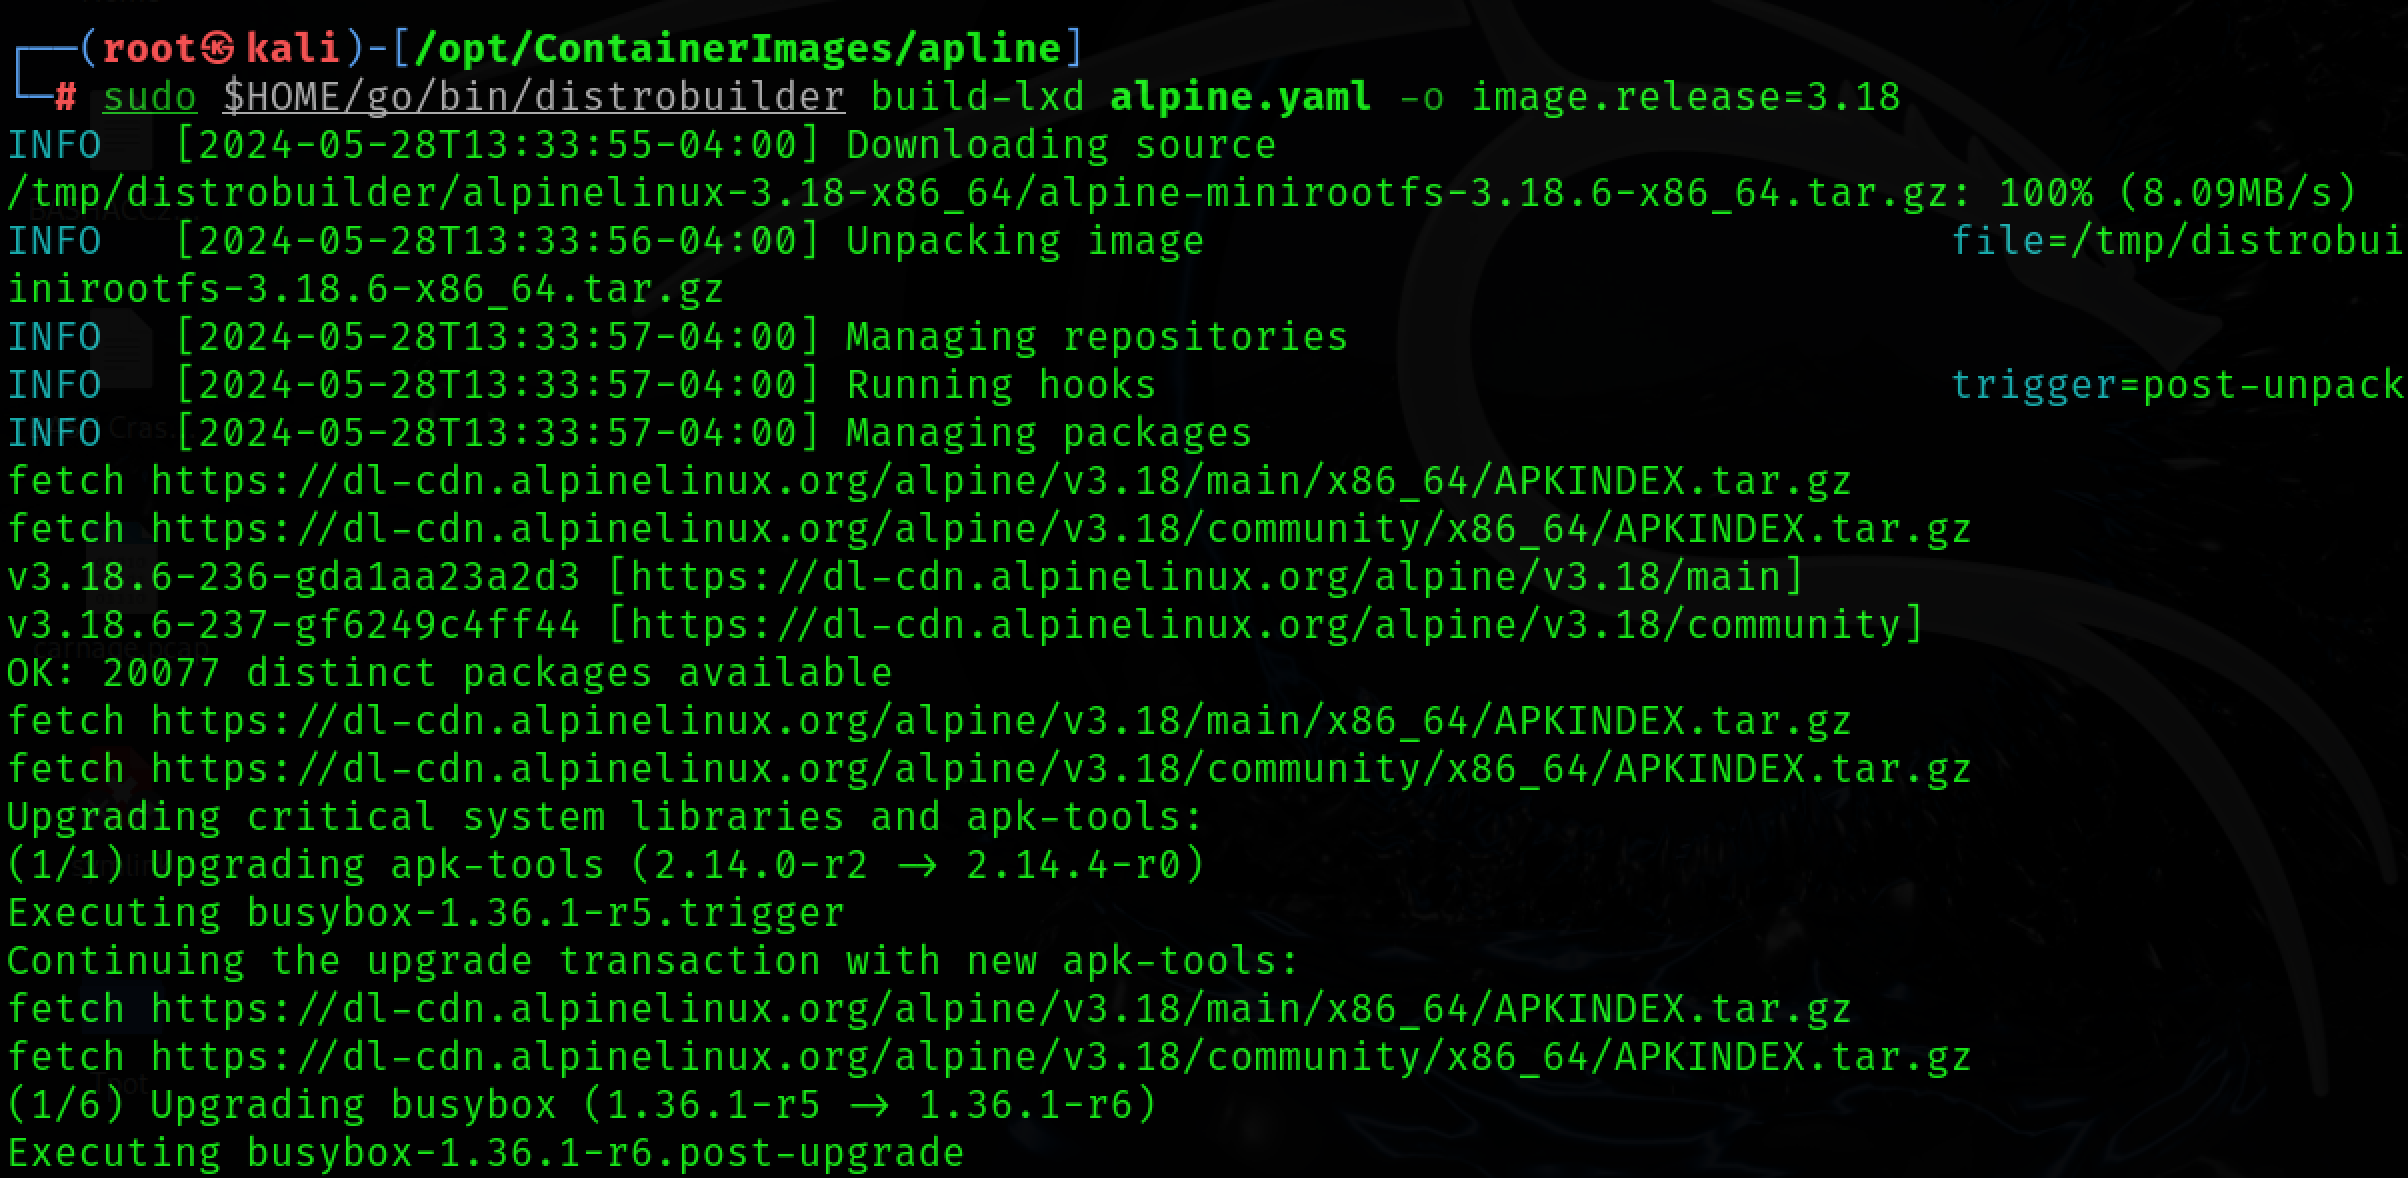 ┌──(root㉿kali)-[/opt/ContainerImages/apline]
└─# sudo $HOME/go/bin/distrobuilder build-lxd alpine.yaml -o image.release=3.18
INFO   [2024-05-28T13:33:55-04:00] Downloading source
/tmp/distrobuilder/alpinelinux-3.18-x86_64/alpine-minirootfs-3.18.6-x86_64.tar.gz: 100% (8.09MB/s)
INFO   [2024-05-28T13:33:56-04:00] Unpacking image                               file=/tmp/distrobui
inirootfs-3.18.6-x86_64.tar.gz
INFO   [2024-05-28T13:33:57-04:00] Managing repositories
INFO   [2024-05-28T13:33:57-04:00] Running hooks                                 trigger=post-unpack
INFO   [2024-05-28T13:33:57-04:00] Managing packages
fetch https://dl-cdn.alpinelinux.org/alpine/v3.18/main/x86_64/APKINDEX.tar.gz
fetch https://dl-cdn.alpinelinux.org/alpine/v3.18/community/x86_64/APKINDEX.tar.gz
v3.18.6-236-gda1aa23a2d3 [https://dl-cdn.alpinelinux.org/alpine/v3.18/main]
v3.18.6-237-gf6249c4ff44 [https://dl-cdn.alpinelinux.org/alpine/v3.18/community]
OK: 20077 distinct packages available
fetch https://dl-cdn.alpinelinux.org/alpine/v3.18/main/x86_64/APKINDEX.tar.gz
fetch https://dl-cdn.alpinelinux.org/alpine/v3.18/community/x86_64/APKINDEX.tar.gz
Upgrading critical system libraries and apk-tools:
(1/1) Upgrading apk-tools (2.14.0-r2 → 2.14.4-r0)
Executing busybox-1.36.1-r5.trigger
Continuing the upgrade transaction with new apk-tools:
fetch https://dl-cdn.alpinelinux.org/alpine/v3.18/main/x86_64/APKINDEX.tar.gz
fetch https://dl-cdn.alpinelinux.org/alpine/v3.18/community/x86_64/APKINDEX.tar.gz
(1/6) Upgrading busybox (1.36.1-r5 → 1.36.1-r6)
Executing busybox-1.36.1-r6.post-upgrade